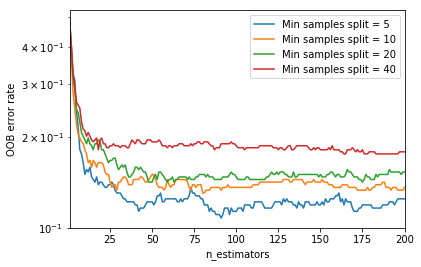 Min samples split = 5
Min samples split = 10
Min samples split = 20
Min samples split = 40
OOB error rate
4 × 10⁻¹
3 × 10⁻¹
2 × 10⁻¹
10⁻¹
25 50 75 100 125 150 175 200
n_estimators